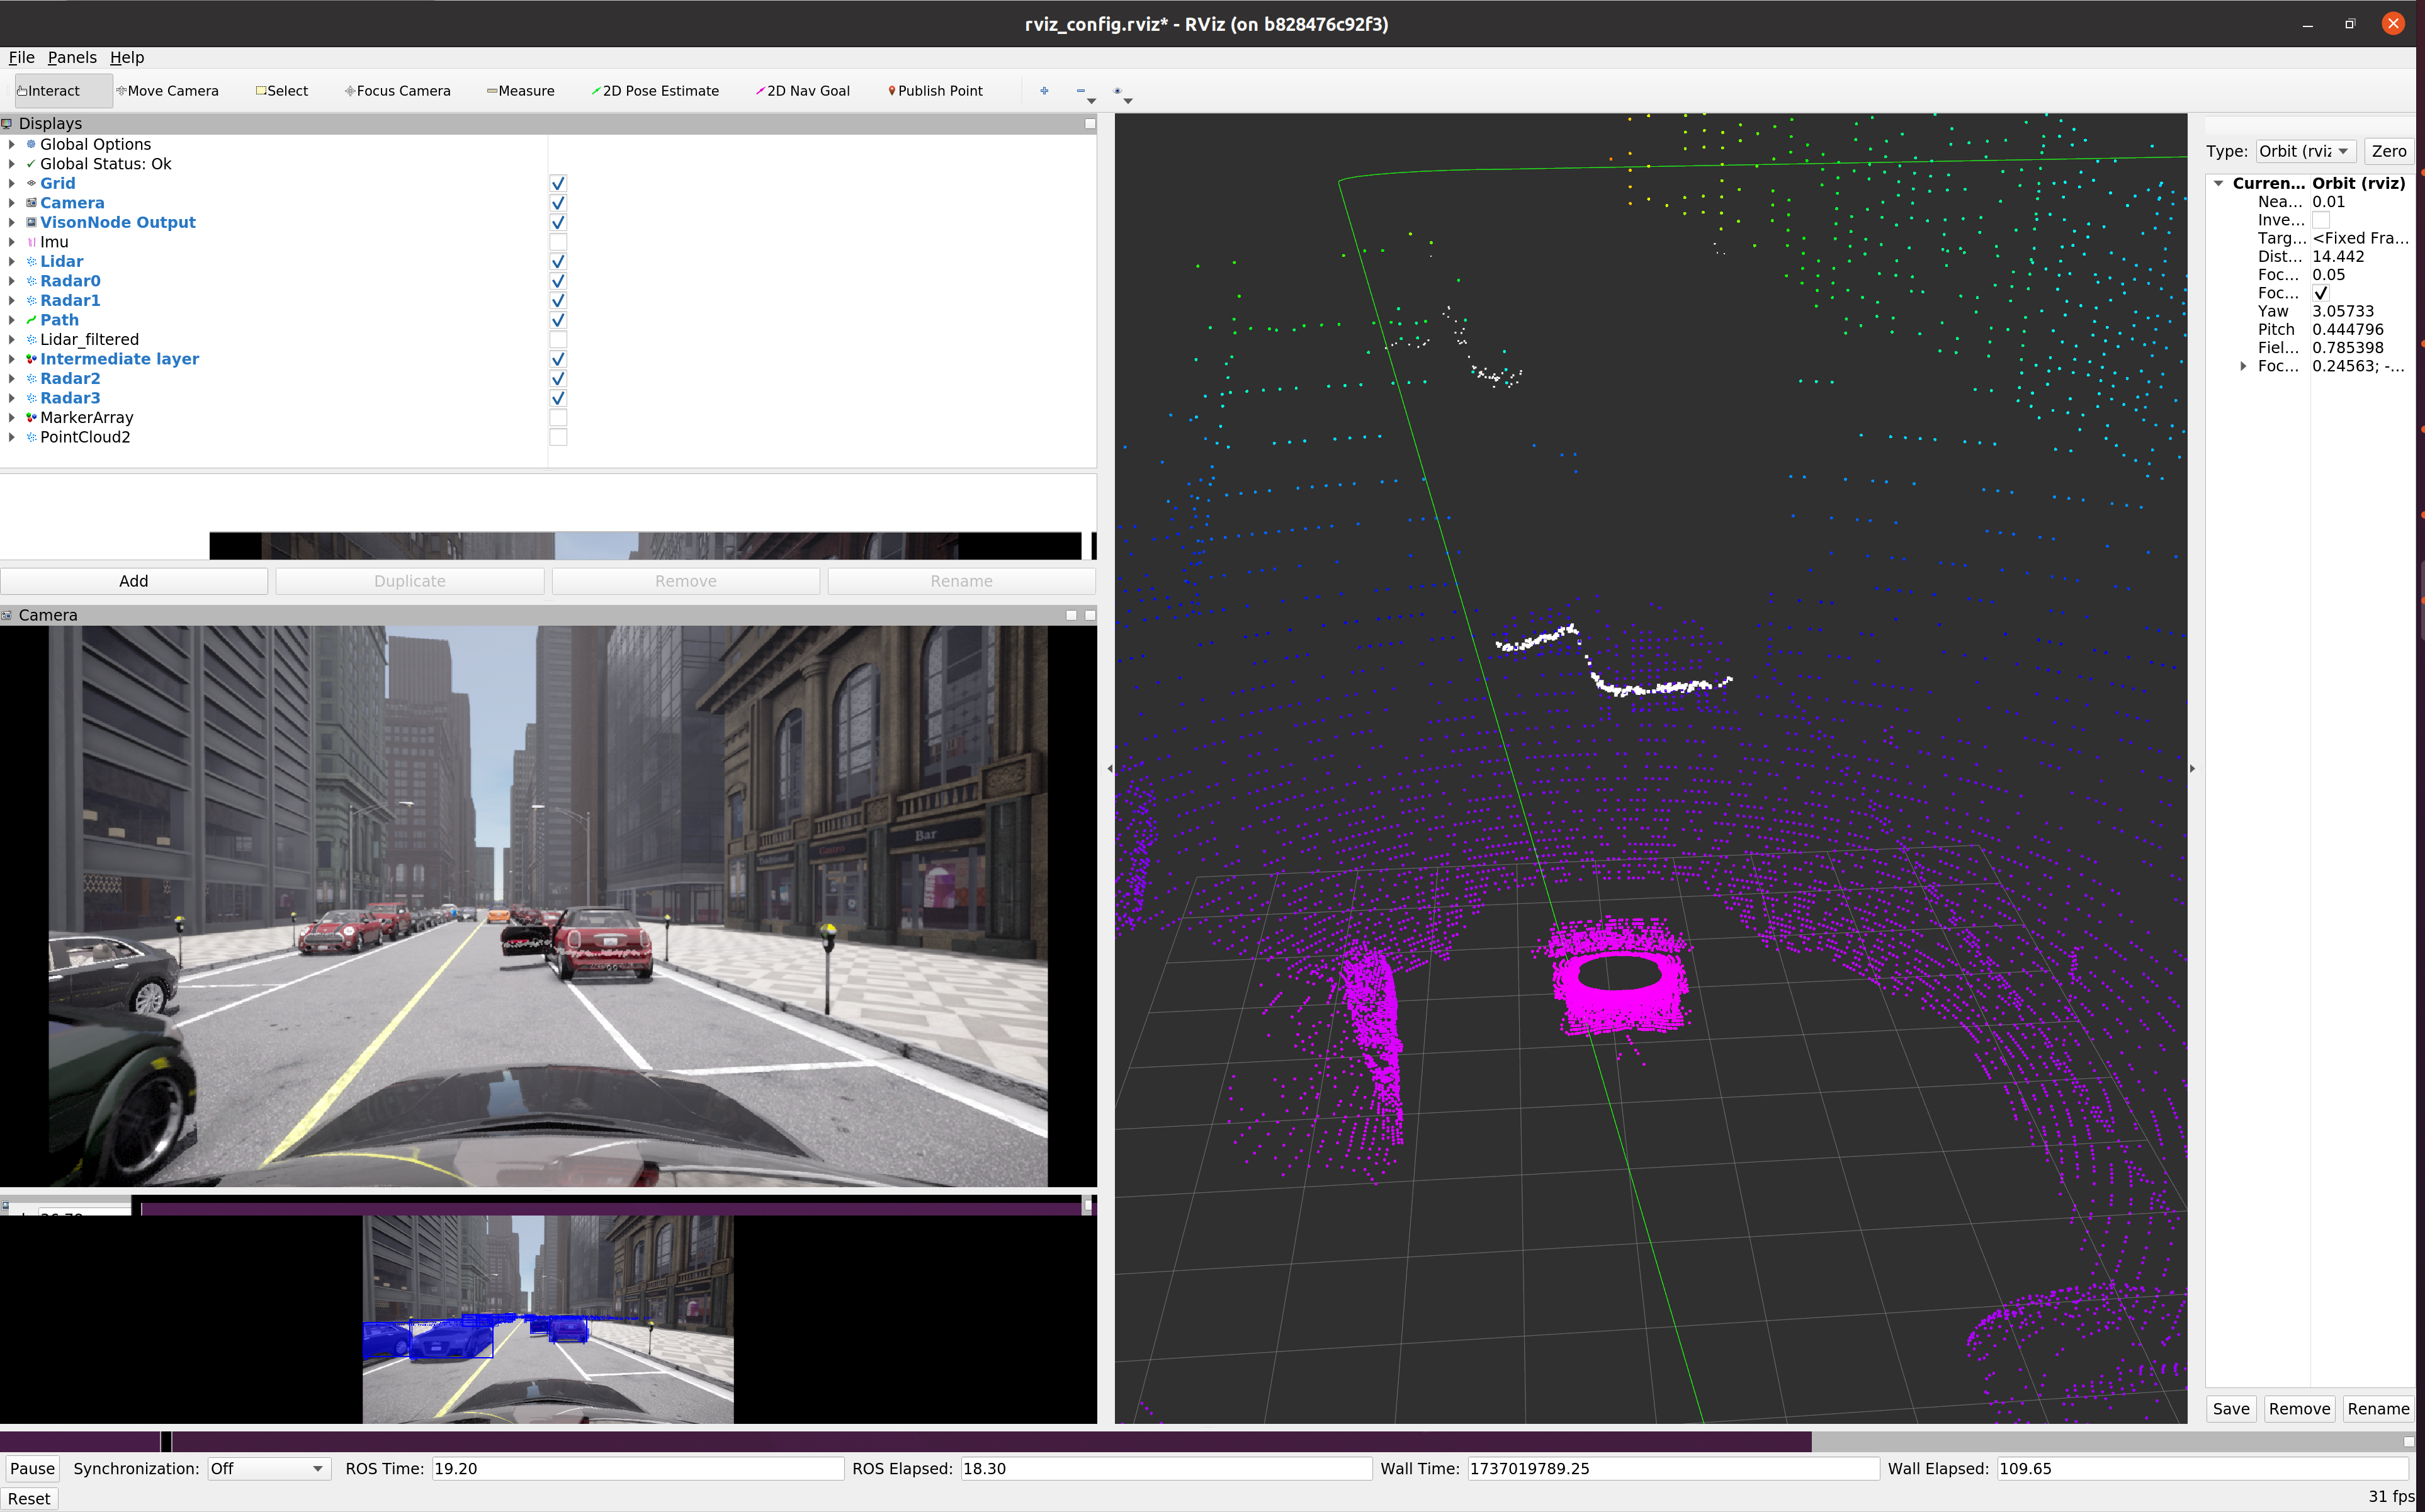 rviz_config.rviz* - RViz (on b828476c92f3)
File Panels Help
Interact Move Camera Select Focus Camera Measure 2D Pose Estimate 2D Nav Goal Publish Point
Displays
Global Options
Global Status: Ok
Grid
Camera
VisonNode Output
Imu
Lidar
Radar0
Radar1
Path
Lidar_filtered
Intermediate layer
Radar2
Radar3
MarkerArray
PointCloud2
Add Duplicate Remove Rename
Camera
Bar
Type: Orbit (rviz Zero
Curren... Orbit (rviz)
Nea... 0.01
Inve...
Targ... <Fixed Fra...
Dist... 14.442
Foc... 0.05
Foc...
Yaw 3.05733
Pitch 0.444796
Fiel... 0.785398
Foc... 0.24563; -...
Save Remove Rename
Pause Synchronization: Off ROS Time: 19.20 ROS Elapsed: 18.30 Wall Time: 1737019789.25 Wall Elapsed: 109.65
Reset 31 fps